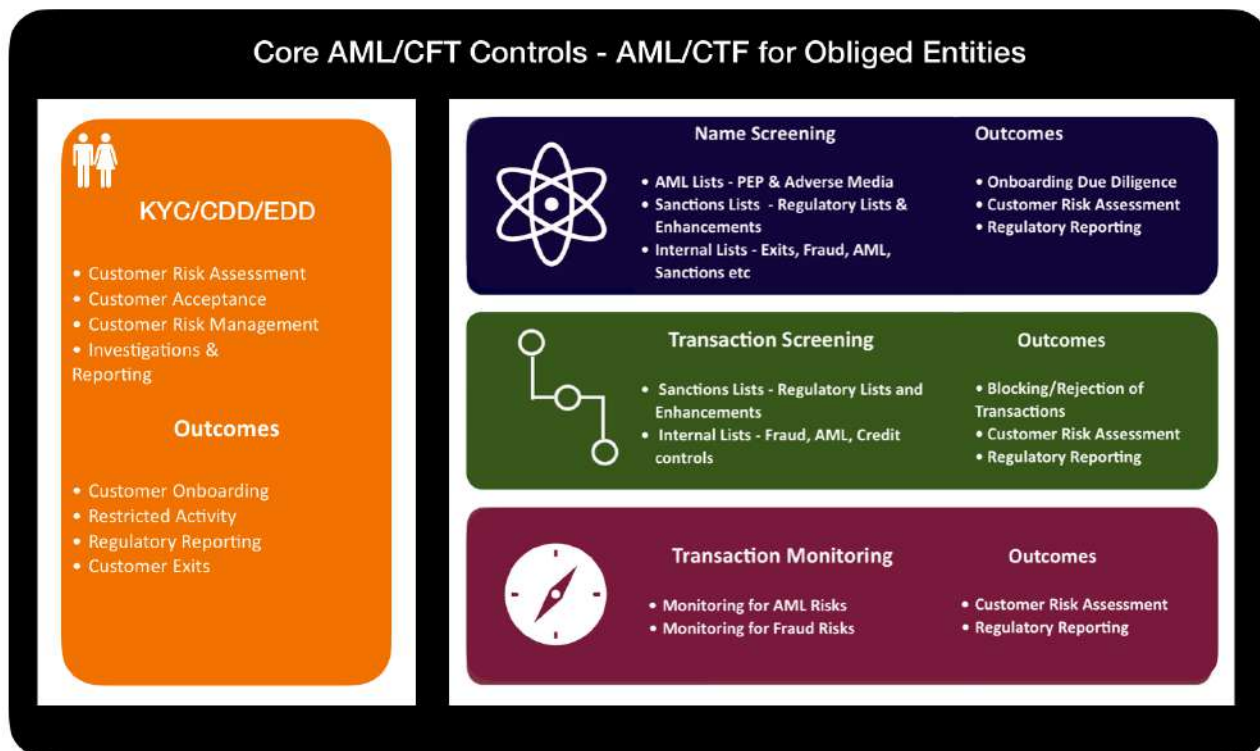 Core AML/CFT Controls - AML/CTF for Obliged Entities
KYC/CDD/EDD
• Customer Risk Assessment
• Customer Acceptance
• Customer Risk Management
• Investigations &
Reporting
Outcomes
• Customer Onboarding
• Restricted Activity
• Regulatory Reporting
• Customer Exits
Name Screening
• AML Lists - PEP & Adverse Media
• Sanctions Lists - Regulatory Lists &
Enhancements
• Internal Lists - Exits, Fraud, AML,
Sanctions etc
Outcomes
• Onboarding Due Diligence
• Customer Risk Assessment
• Regulatory Reporting
Transaction Screening
• Sanctions Lists - Regulatory Lists and
Enhancements
• Internal Lists - Fraud, AML, Credit
controls
Outcomes
• Blocking/Rejection of
Transactions
• Customer Risk Assessment
• Regulatory Reporting
Transaction Monitoring
• Monitoring for AML Risks
• Monitoring for Fraud Risks
Outcomes
• Customer Risk Assessment
• Regulatory Reporting